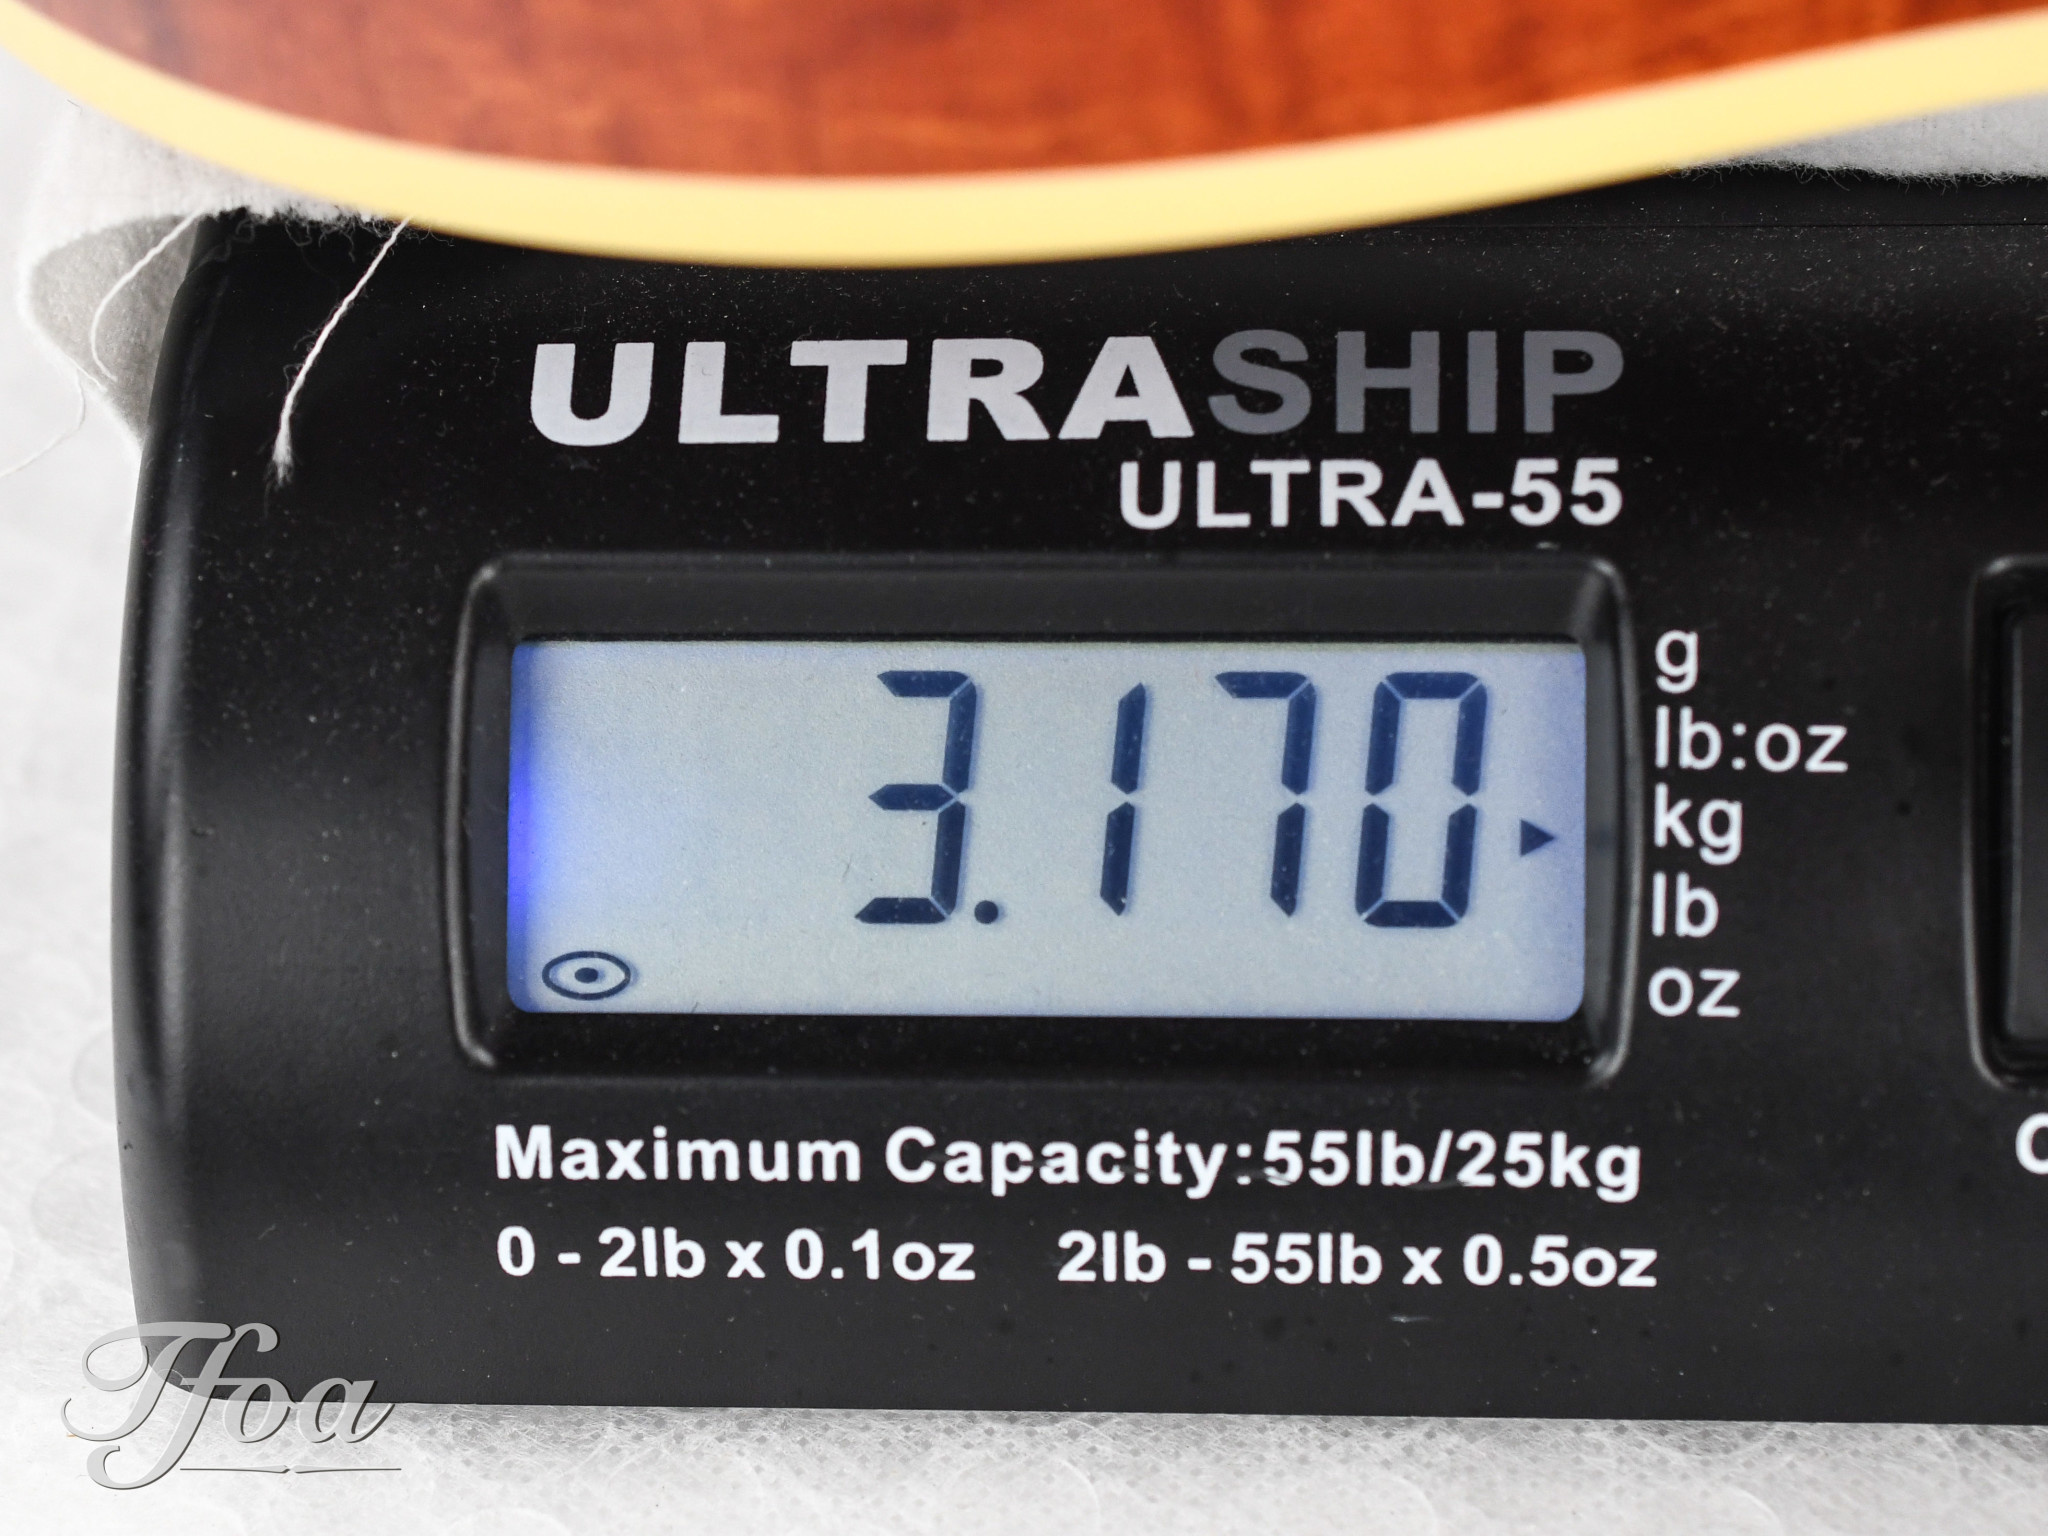 ULTRASHIP
ULTRA-55
3.170
g
lb:oz
kg
lb
oz
Maximum Capacity:55lb/25kg
0 - 2lb x 0.1oz 2lb - 55lb x 0.5oz
Tfoa